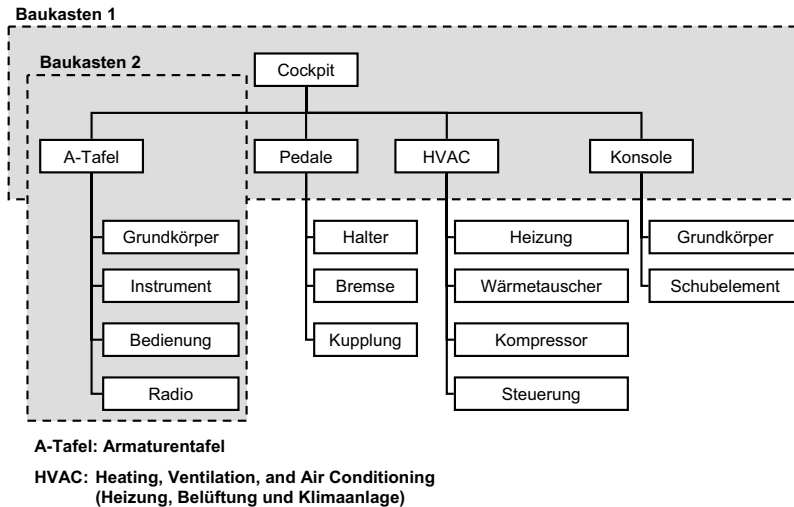 Baukasten 1
Baukasten 2
Cockpit
A-Tafel
Pedale
HVAC
Konsole
Grundkörper
Halter
Heizung
Grundkörper
Instrument
Bremse
Wärmetauscher
Schubelement
Bedienung
Kupplung
Kompressor
Radio
Steuerung
A-Tafel: Armaturentafel
HVAC: Heating, Ventilation, and Air Conditioning
(Heizung, Belüftung und Klimaanlage)